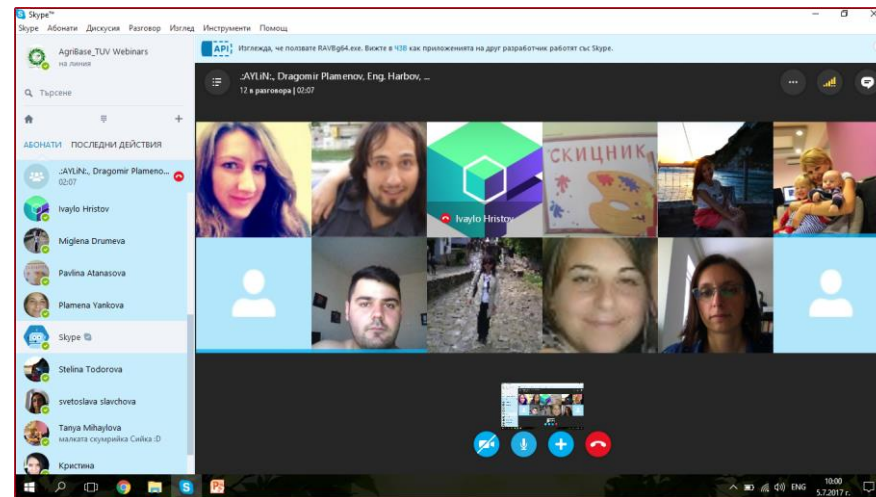 Skype™
Skype Абонати Дискусия Разговор Изглед Инструменти Помощ
AgriBase_TUV Webinars
на линия
Търсене
АБОНАТИ ПОСЛЕДНИ ДЕЙСТВИЯ
.:AYLiN:., Dragomir Plameno...
02:07
Ivaylo Hristov
Miglena Drumeva
Pavlina Atanasova
Plamena Yankova
Skype
Stelina Todorova
svetoslava slavchova
Tanya Mihaylova
малката скумрийка Сийка :D
Кристина
API Изглежда, че ползвате RAVBg64.exe. Вижте в ЧЗВ как приложенията на друг разработчик работят със Skype.
.:AYLiN:., Dragomir Plamenov, Eng. Harbov, ...
12 в разговора | 02:07
СКИЦНИК
Ivaylo Hristov
ENG
10:00
5.7.2017 г.